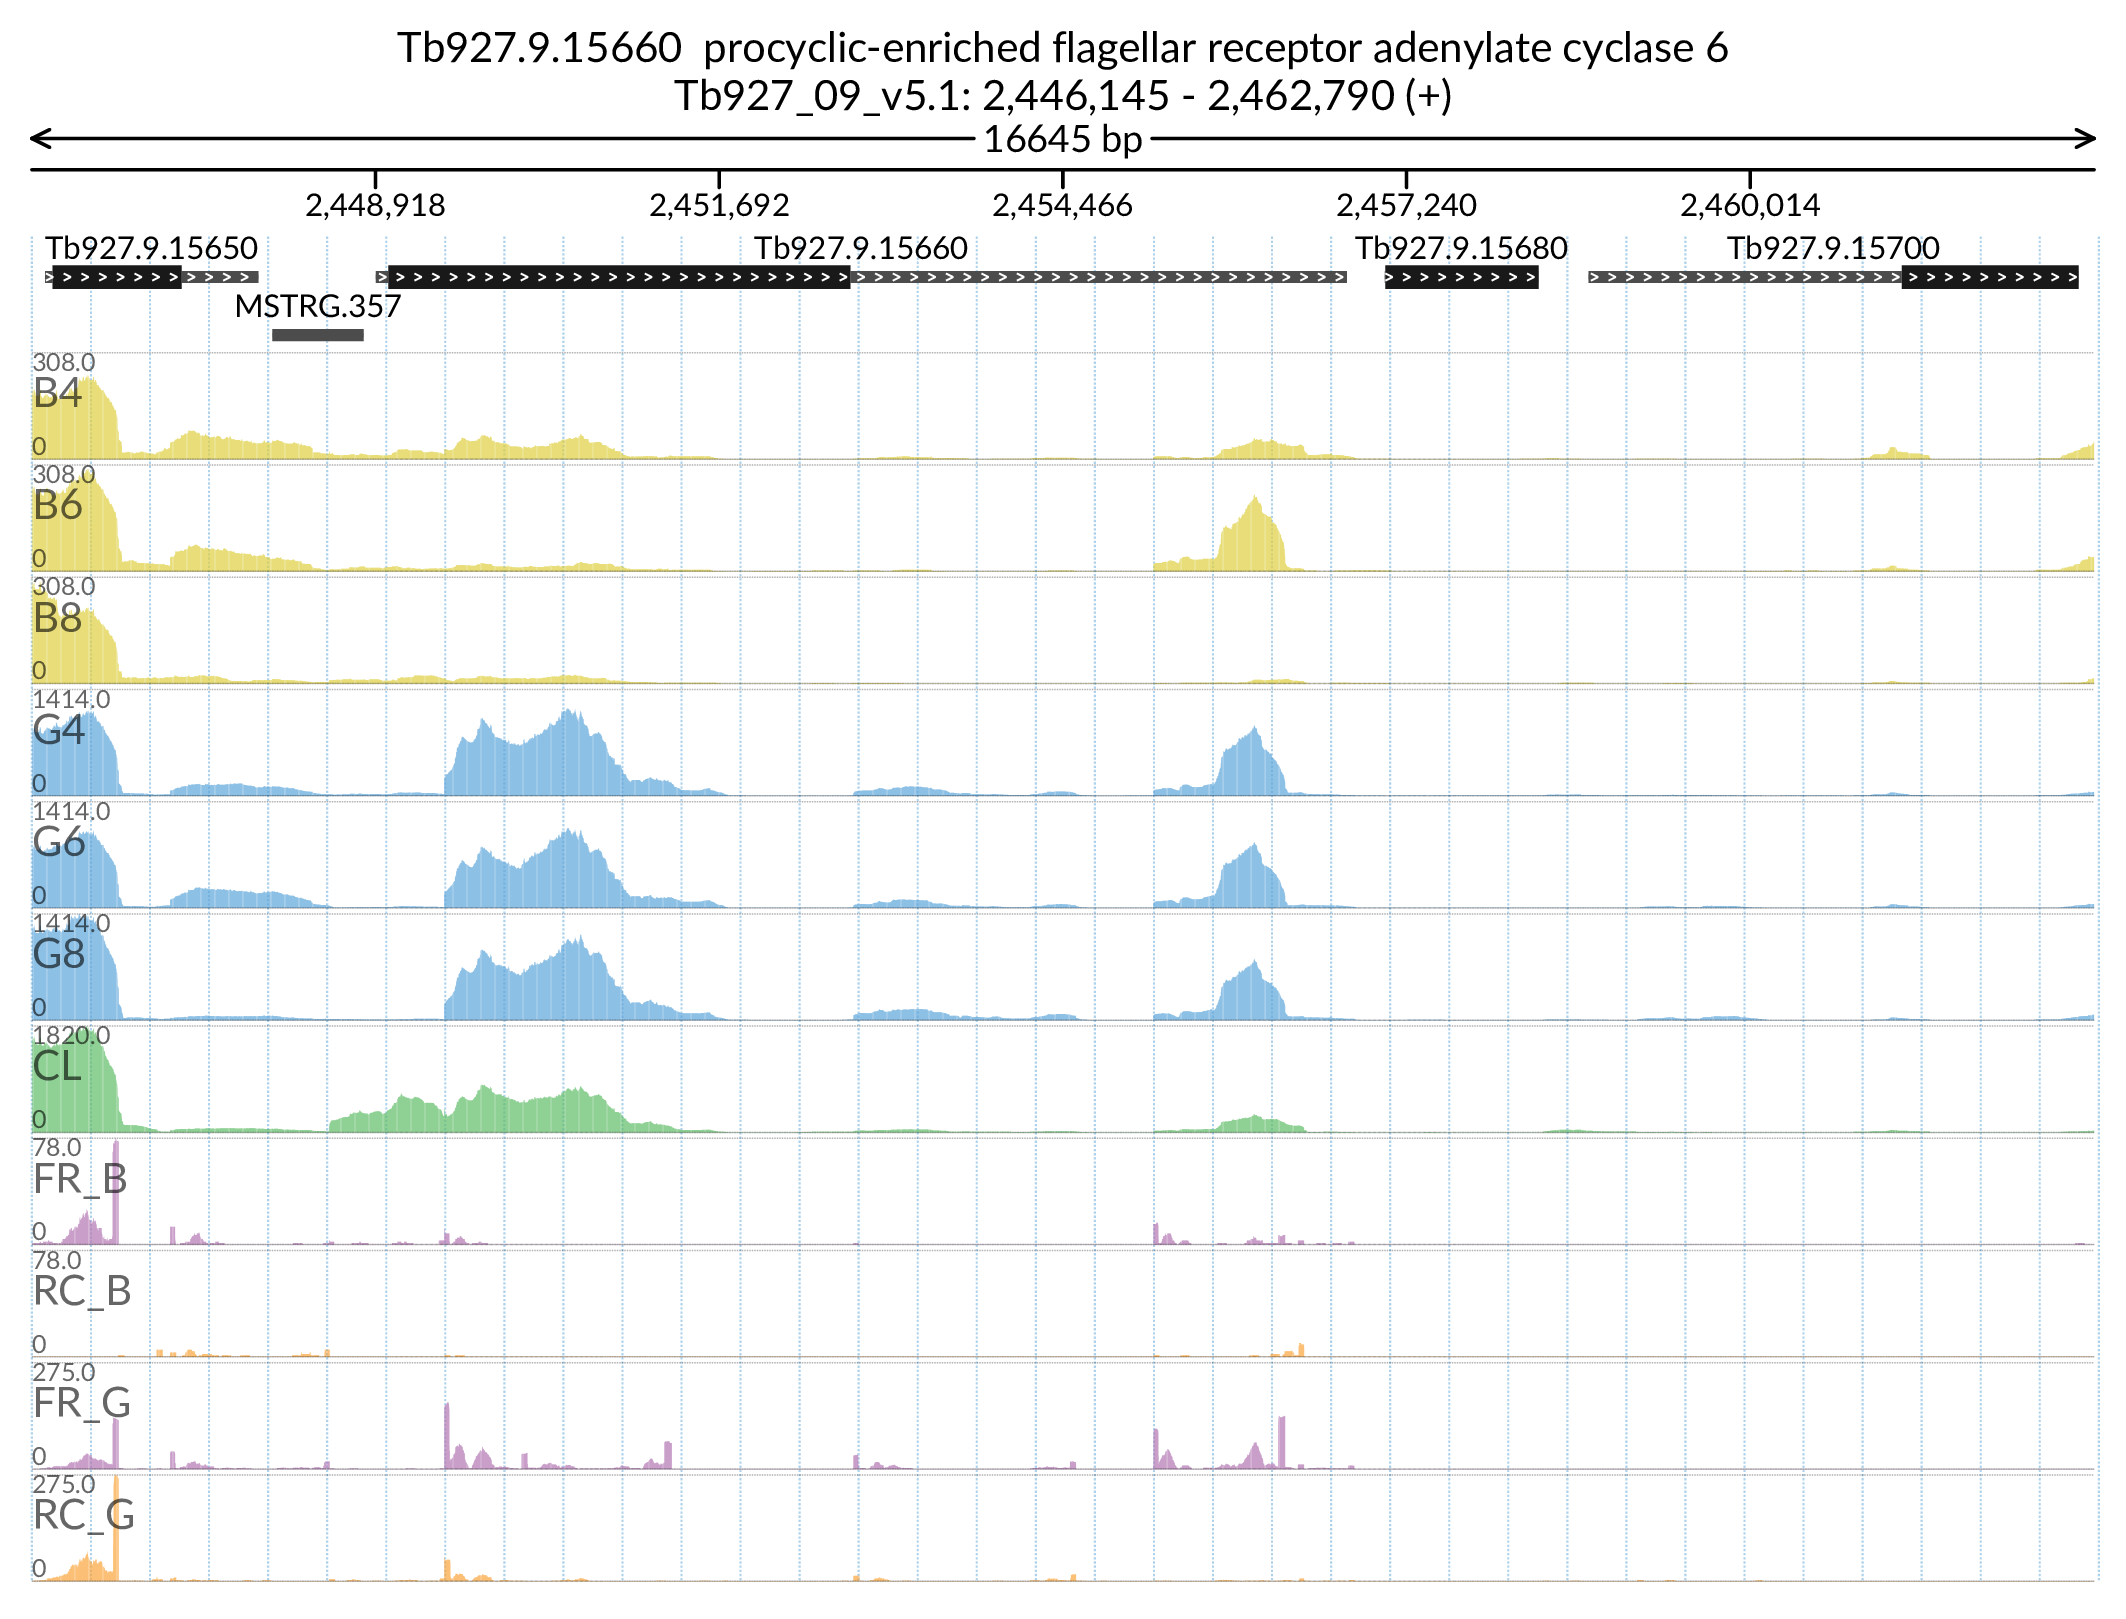 Tb927.9.15660 procyclic-enriched flagellar receptor adenylate cyclase 6
Tb927_09_v5.1: 2,446,145 - 2,462,790 (+)
16645 bp
2,448,918 2,451,692 2,454,466 2,457,240 2,460,014
Tb927.9.15650 Tb927.9.15660 Tb927.9.15680 Tb927.9.15700
MSTRG.357
308.0
B4
0
308.0
B6
0
308.0
B8
0
1414.0
G4
0
1414.0
G6
0
1414.0
G8
0
1820.0
CL
0
78.0
FR_B
0
78.0
RC_B
0
275.0
FR_G
0
275.0
RC_G
0